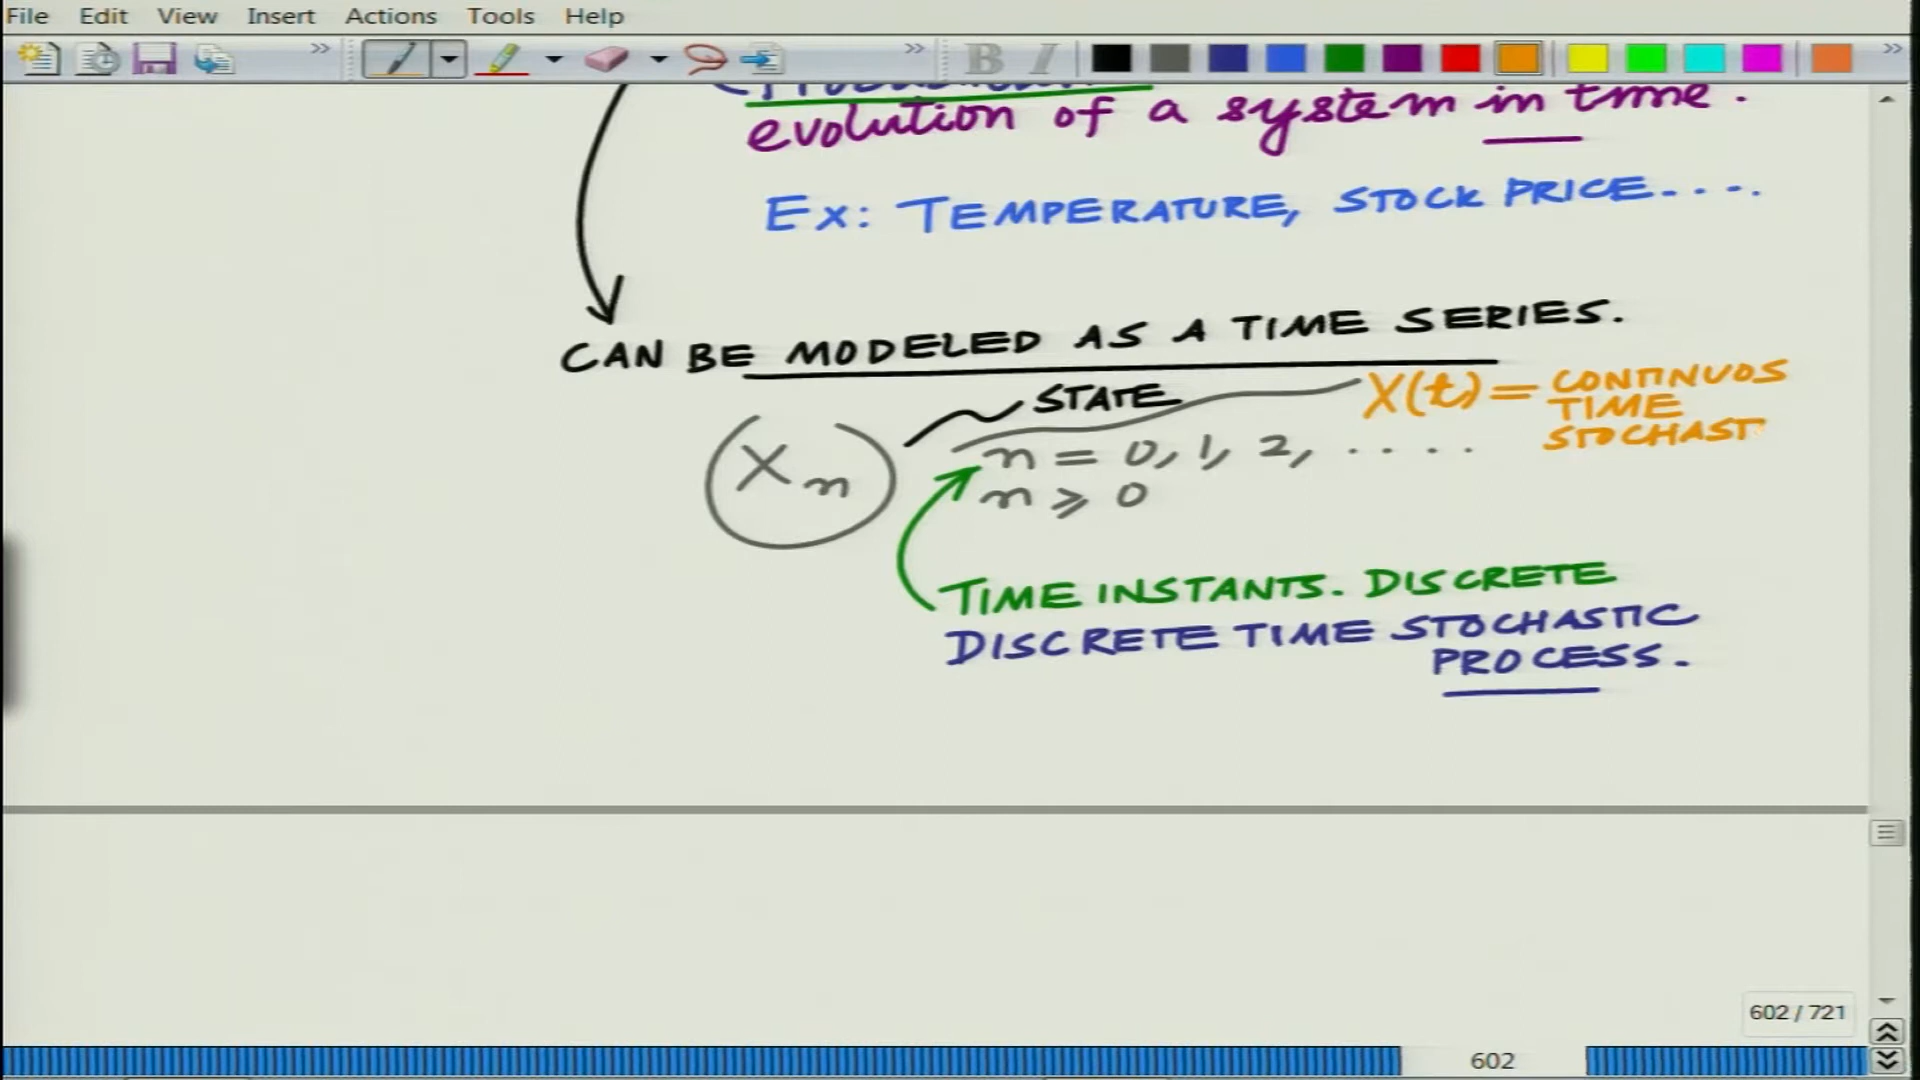 File Edit View Insert Actions Tools Help
B I
evolution of a system in time.
Ex: TEMPERATURE, STOCK PRICE.....
CAN BE MODELED AS A TIME SERIES.
STATE
X(t) = CONTINUOS
TIME
STOCHAST
Xn
n = 0, 1, 2, ....
n ≥ 0
TIME INSTANTS. DISCRETE
DISCRETE TIME STOCHASTIC
PROCESS.
602 / 721
602